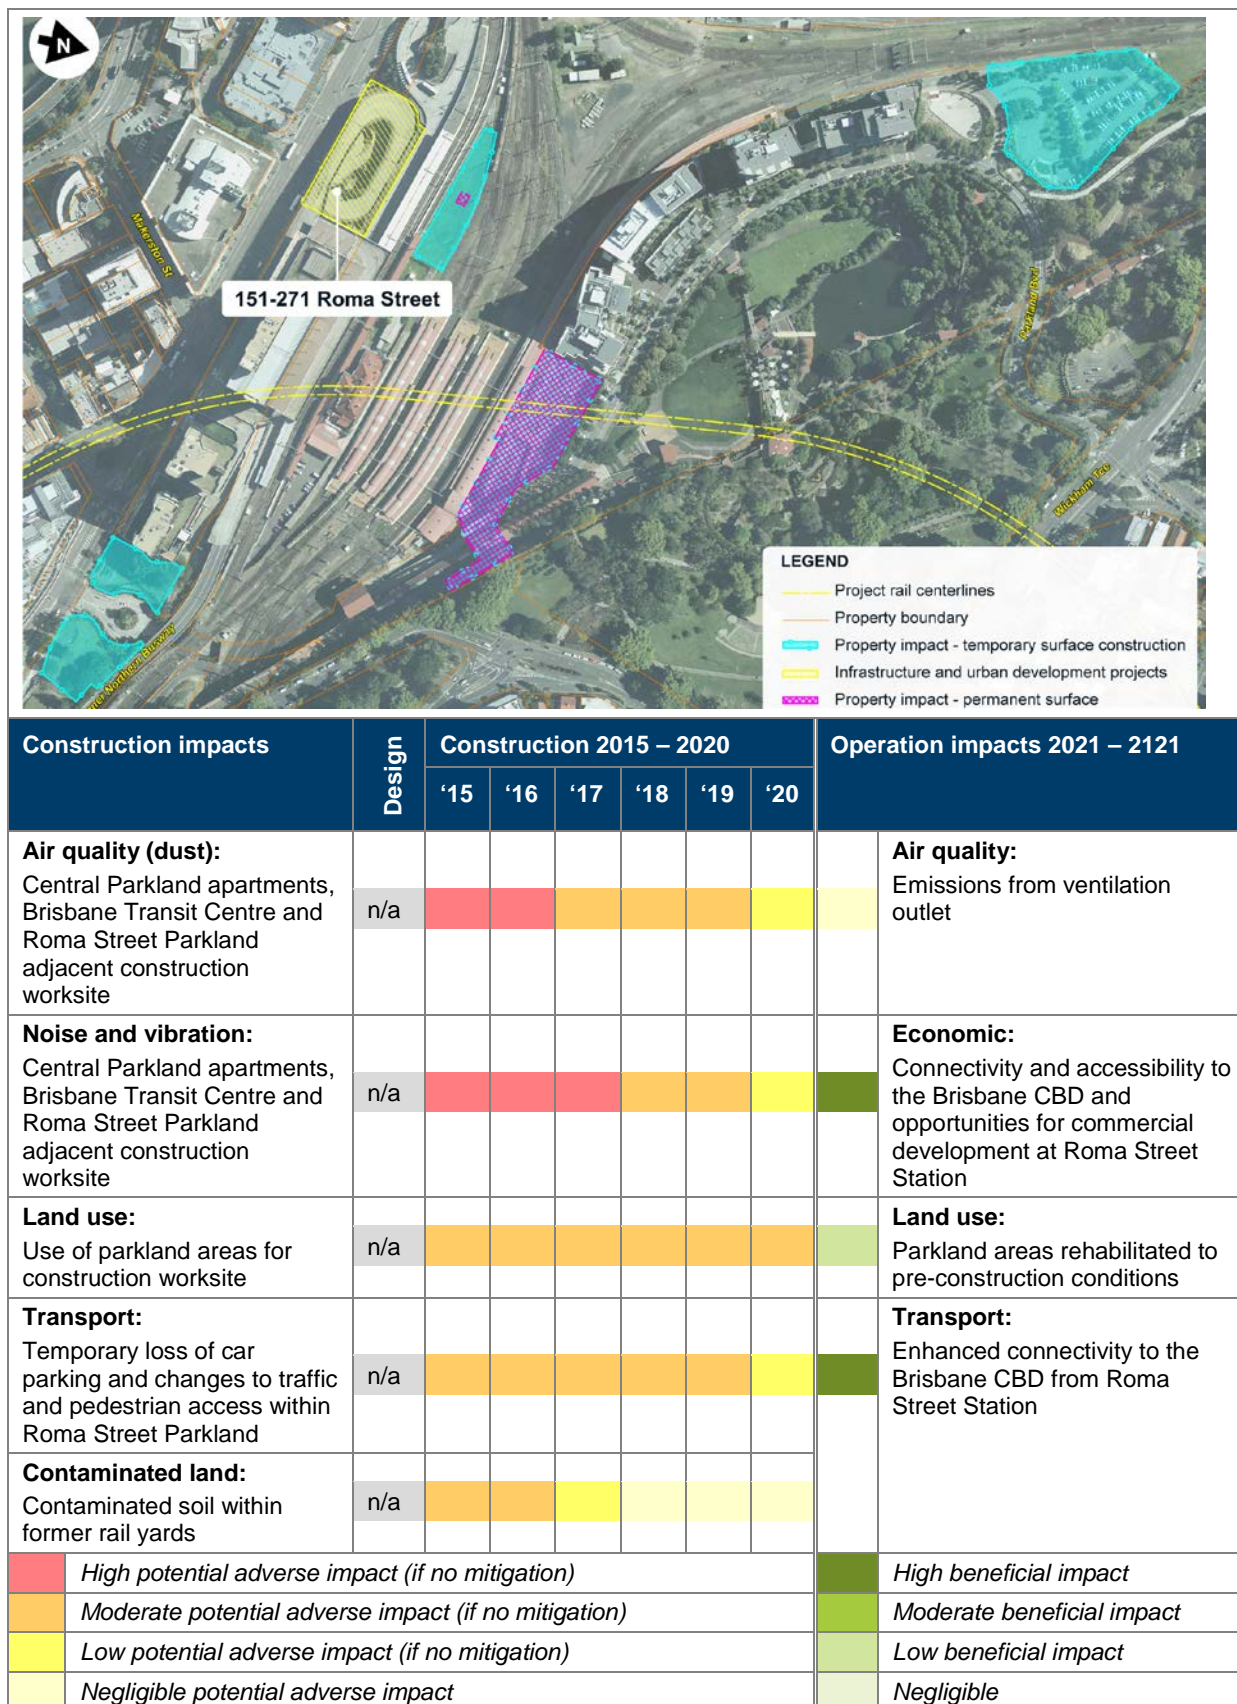 N
Makerston St
151-271 Roma Street
Parkland Bvd
Wickham Tce
Inner Northern Busway
LEGEND
Project rail centerlines
Property boundary
Property impact - temporary surface construction
Infrastructure and urban development projects
Property impact - permanent surface
Construction impacts
Design
Construction 2015 – 2020
Operation impacts 2021 – 2121
‘15 ‘16 ‘17 ‘18 ‘19 ‘20
Air quality (dust):
Central Parkland apartments,
Brisbane Transit Centre and
Roma Street Parkland
adjacent construction
worksite
n/a
Air quality:
Emissions from ventilation
outlet
Noise and vibration:
Central Parkland apartments,
Brisbane Transit Centre and
Roma Street Parkland
adjacent construction
worksite
n/a
Economic:
Connectivity and accessibility to
the Brisbane CBD and
opportunities for commercial
development at Roma Street
Station
Land use:
Use of parkland areas for
construction worksite
n/a
Land use:
Parkland areas rehabilitated to
pre-construction conditions
Transport:
Temporary loss of car
parking and changes to traffic
and pedestrian access within
Roma Street Parkland
n/a
Transport:
Enhanced connectivity to the
Brisbane CBD from Roma
Street Station
Contaminated land:
Contaminated soil within
former rail yards
n/a
High potential adverse impact (if no mitigation)
High beneficial impact
Moderate potential adverse impact (if no mitigation)
Moderate beneficial impact
Low potential adverse impact (if no mitigation)
Low beneficial impact
Negligible potential adverse impact
Negligible